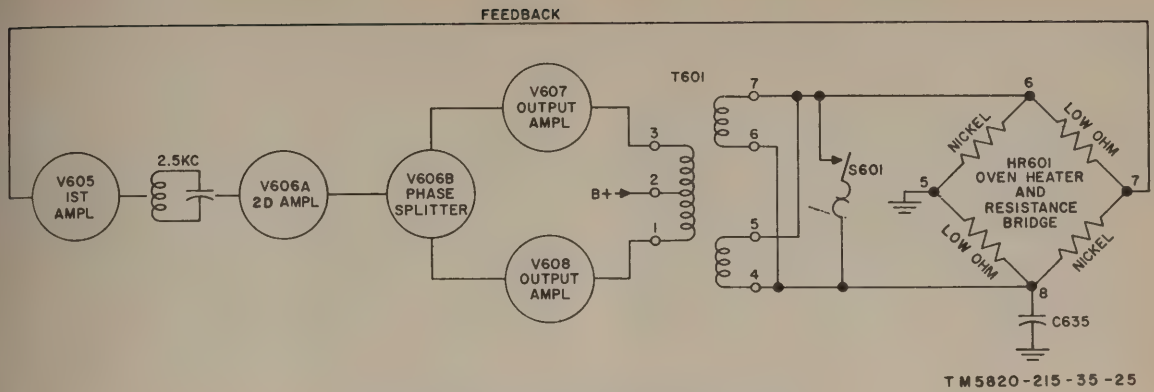 FEEDBACK
V605
1ST
AMPL
2.5KC
V606A
2D AMPL
V606B
PHASE
SPLITTER
V607
OUTPUT
AMPL
V608
OUTPUT
AMPL
T601
3
2
1
B+
7
6
5
4
S601
6
NICKEL
LOW OHM
5
HR601
OVEN HEATER
AND
RESISTANCE
BRIDGE
7
LOW OHM
NICKEL
8
C635
TM5820-215-35-25